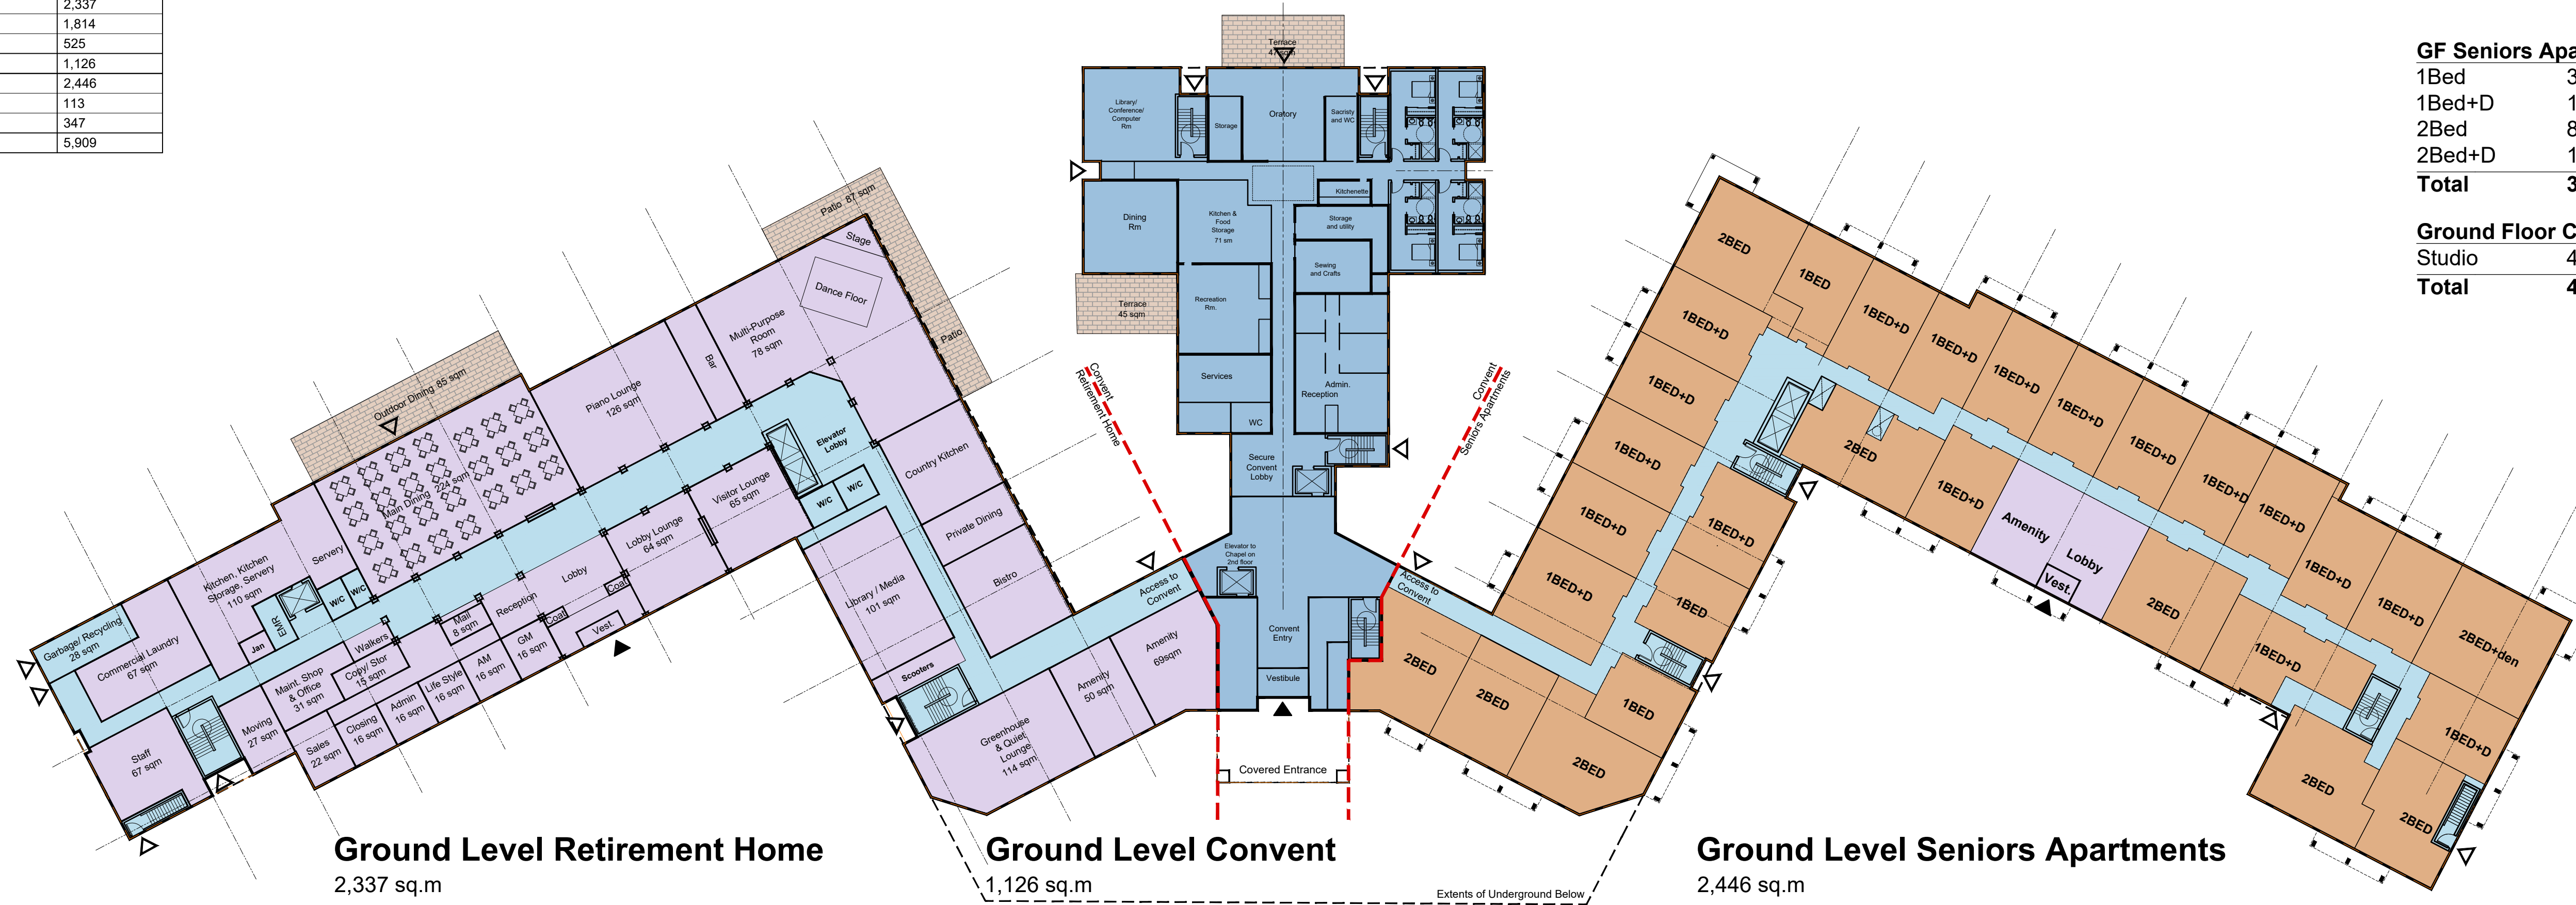 2,337
1,814
525
1,126
2,446
113
347
5,909
GF Seniors Apa
1Bed 3
1Bed+D 1
2Bed 8
2Bed+D 1
Total 3
Ground Floor C
Studio 4
Total 4
Garbage/ Recycling
28 sqm
Commercial Laundry
67 sqm
Kitchen, Kitchen
Storage, Servery
110 sqm
Servery
Jan
EMR
W/C
W/C
Outdoor Dining 85 sqm
Main Dining 224 sqm
Piano Lounge
126 sqm
Bar
Multi-Purpose
Room
78 sqm
Stage
Dance Floor
Patio 87 sqm
Patio
Elevator
Lobby
W/C
W/C
Visitor Lounge
65 sqm
Lobby Lounge
64 sqm
Lobby
Coat
Reception
Coat
Vest.
Mail
8 sqm
GM
16 sqm
AM
16 sqm
Life Style
16 sqm
Admin
16 sqm
Closing
16 sqm
Sales
22 sqm
Walkers
Copy/ Stor
15 sqm
Maint. Shop
& Office
31 sqm
Moving
27 sqm
Staff
67 sqm
Country Kitchen
Private Dining
Bistro
Library / Media
101 sqm
Scooters
Greenhouse
& Quiet
Lounge
114 sqm
Amenity
50 sqm
Amenity
69sqm
Access to
Convent
Convent
Retirement Home
Terrace
47 sqm
Library/
Conference/
Computer
Rm
Storage
Oratory
Sacristy
and WC
Dining
Rm
Kitchen &
Food
Storage
71 sm
Kitchenette
Storage
and utility
Sewing
and Crafts
Terrace
45 sqm
Recreation
Rm.
Services
WC
Admin.
Reception
Secure
Convent
Lobby
Elevator to
Chapel on
2nd floor
Convent
Entry
Vestibule
Covered Entrance
Convent
Seniors Apartments
Access to
Convent
2BED
1BED
1BED+D
1BED+D
1BED+D
1BED+D
1BED+D
1BED+D
1BED+D
1BED+D
1BED+D
2BED+den
1BED+D
1BED+D
1BED+D
1BED+D
1BED+D
1BED+D
2BED
1BED+D
Amenity
Lobby
Vest.
2BED
1BED+D
2BED
2BED
1BED+D
1BED
1BED
2BED
2BED
2BED
Ground Level Retirement Home
2,337 sq.m
Ground Level Convent
1,126 sq.m
Ground Level Seniors Apartments
2,446 sq.m
Extents of Underground Below